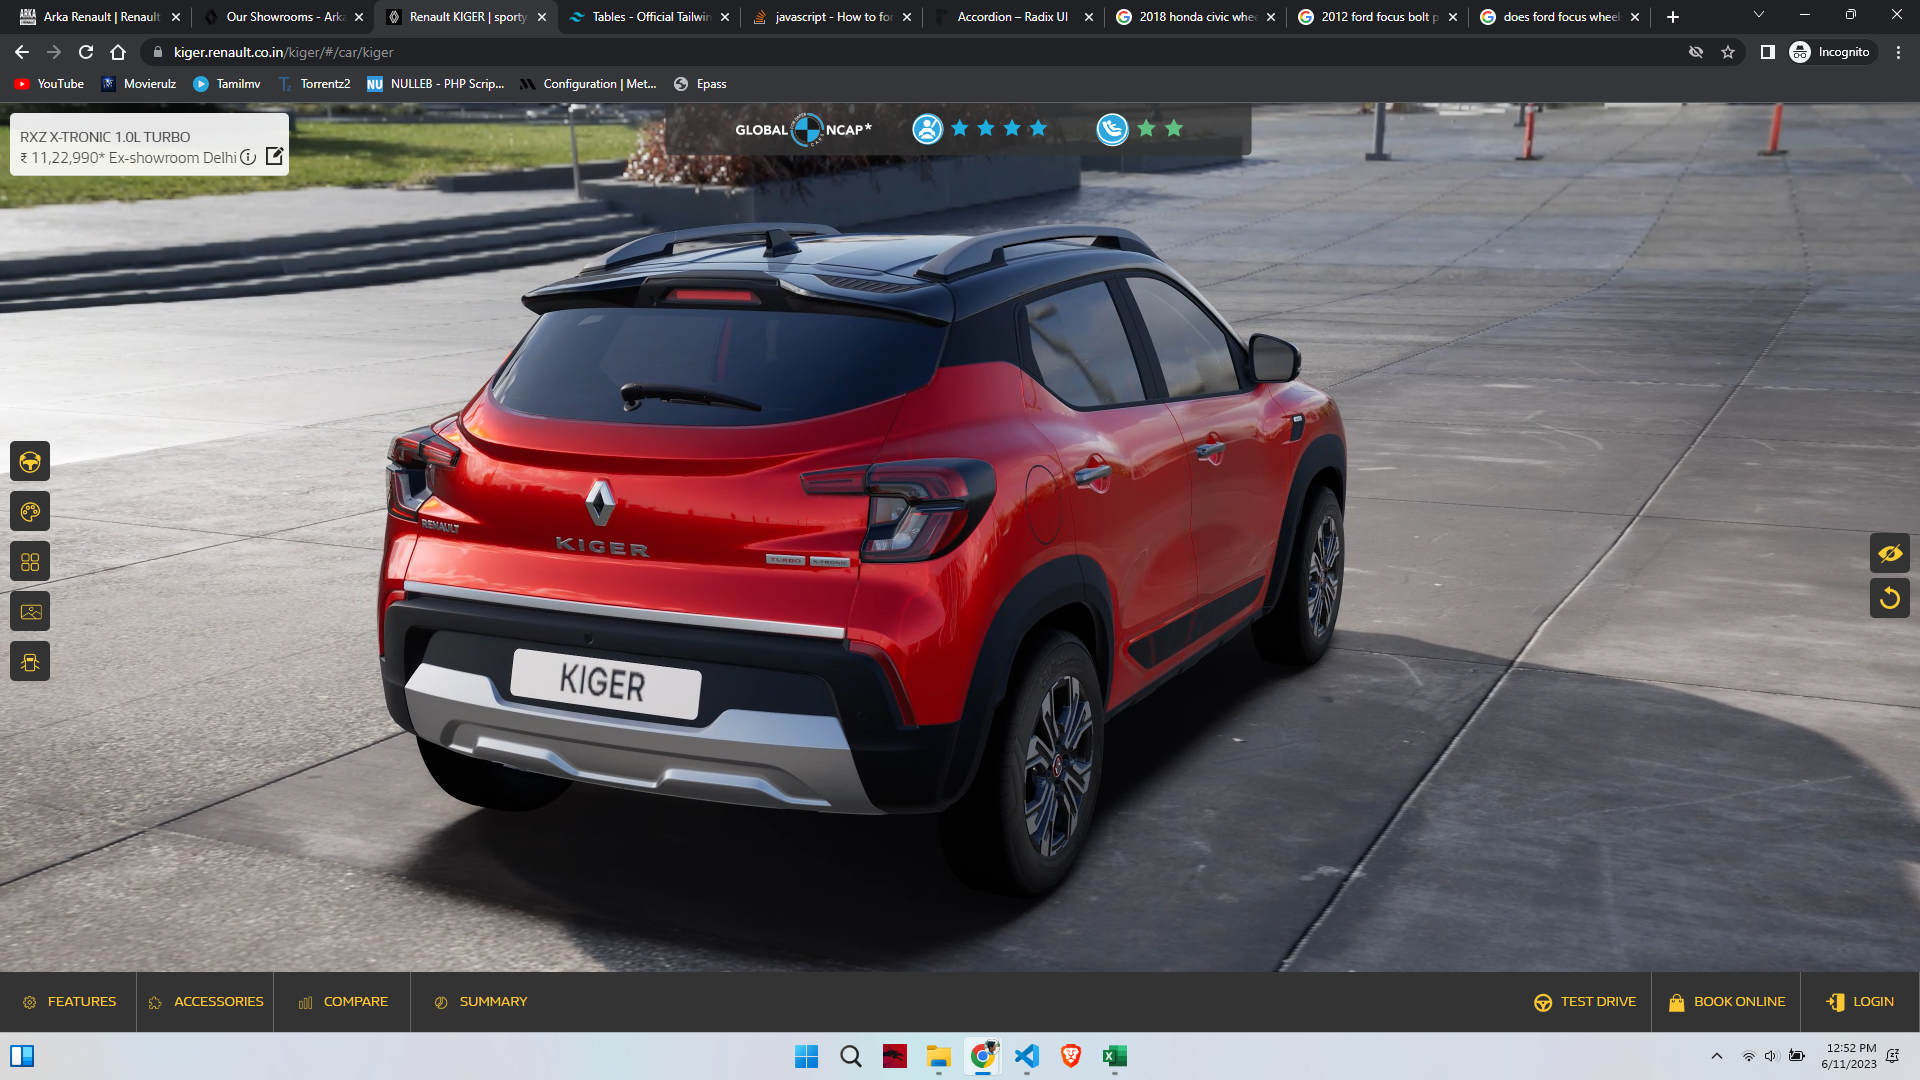 Arka Renault | Renault
Our Showrooms - Arka
Renault KIGER | sporty
Tables - Official Tailwin
javascript - How to for
Accordion – Radix UI
2018 honda civic whee
2012 ford focus bolt p
does ford focus wheel
kiger.renault.co.in/kiger/#/car/kiger
Incognito
YouTube
Movierulz
Tamilmv
Torrentz2
NULLEB - PHP Scrip...
Configuration | Met...
Epass
RXZ X-TRONIC 1.0L TURBO
₹ 11,22,990* Ex-showroom Delhi
GLOBAL NCAP*
RENAULT
KIGER
TURBO X-TRONIC
KIGER
FEATURES
ACCESSORIES
COMPARE
SUMMARY
TEST DRIVE
BOOK ONLINE
LOGIN
12:52 PM
6/11/2023